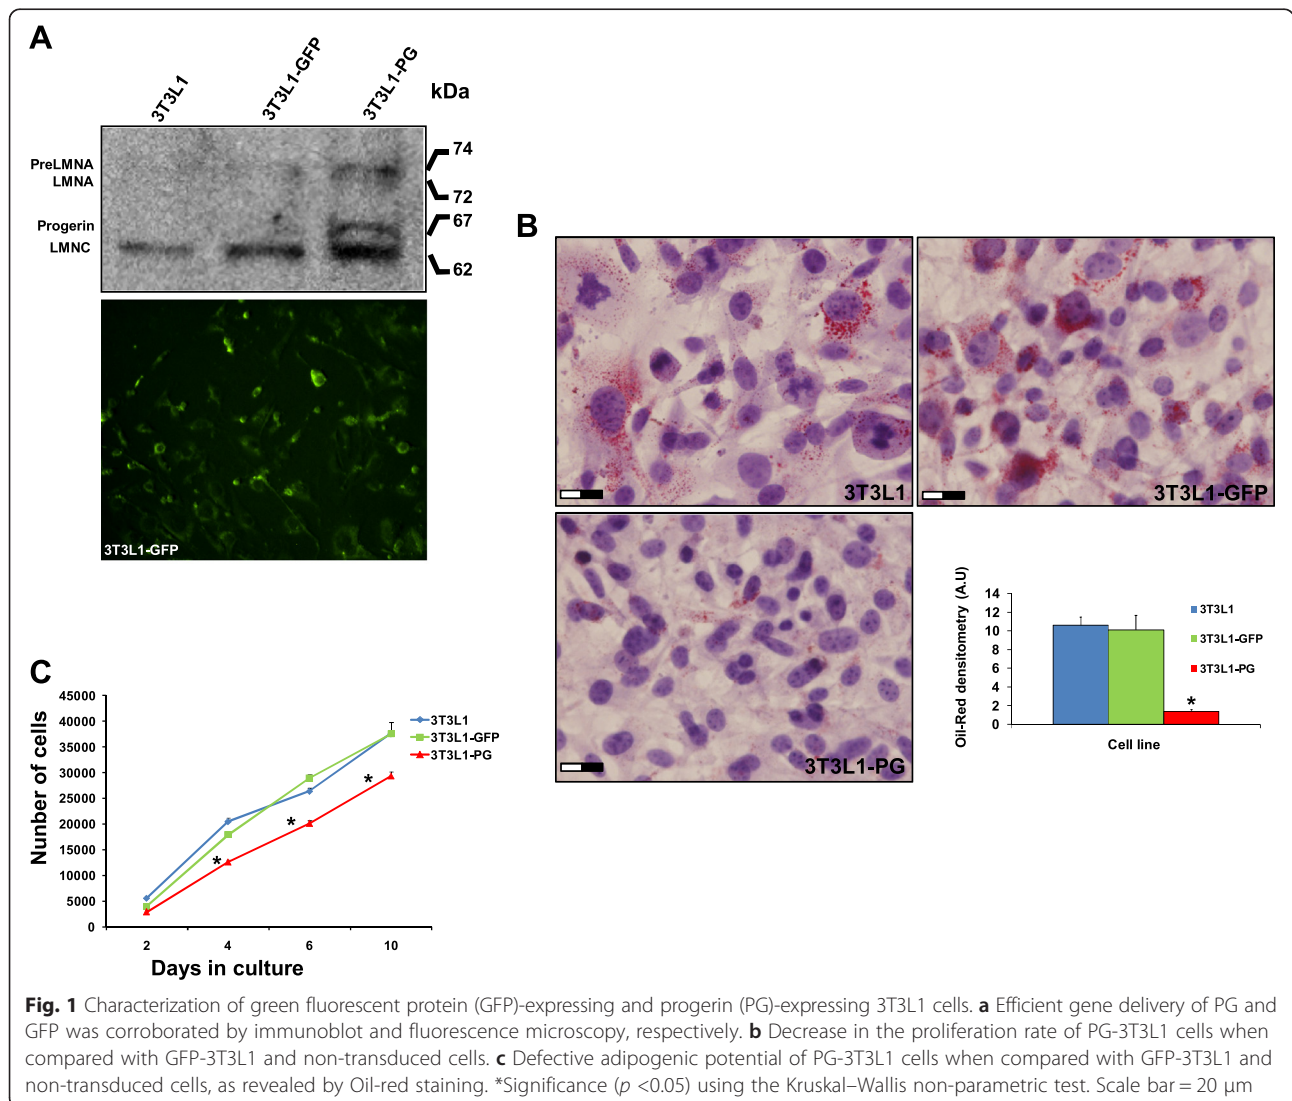 A
3T3L1
3T3L1-GFP
3T3L1-PG
kDa
PreLMNA
LMNA
Progerin
LMNC
74
72
67
62
3T3L1-GFP
B
3T3L1
3T3L1-GFP
3T3L1-PG
Oil-Red densitometry (A.U)
14
12
10
8
6
4
2
0
*
3T3L1
3T3L1-GFP
3T3L1-PG
Cell line
C
Nunber of cells
45000
40000
35000
30000
25000
20000
15000
10000
5000
0
* * *
3T3L1
3T3L1-GFP
3T3L1-PG
2 4 6 10
Days in culture
Fig. 1 Characterization of green fluorescent protein (GFP)-expressing and progerin (PG)-expressing 3T3L1 cells. a Efficient gene delivery of PG and
GFP was corroborated by immunoblot and fluorescence microscopy, respectively. b Decrease in the proliferation rate of PG-3T3L1 cells when
compared with GFP-3T3L1 and non-transduced cells. c Defective adipogenic potential of PG-3T3L1 cells when compared with GFP-3T3L1 and
non-transduced cells, as revealed by Oil-red staining. *Significance (p <0.05) using the Kruskal–Wallis non-parametric test. Scale bar = 20 μm